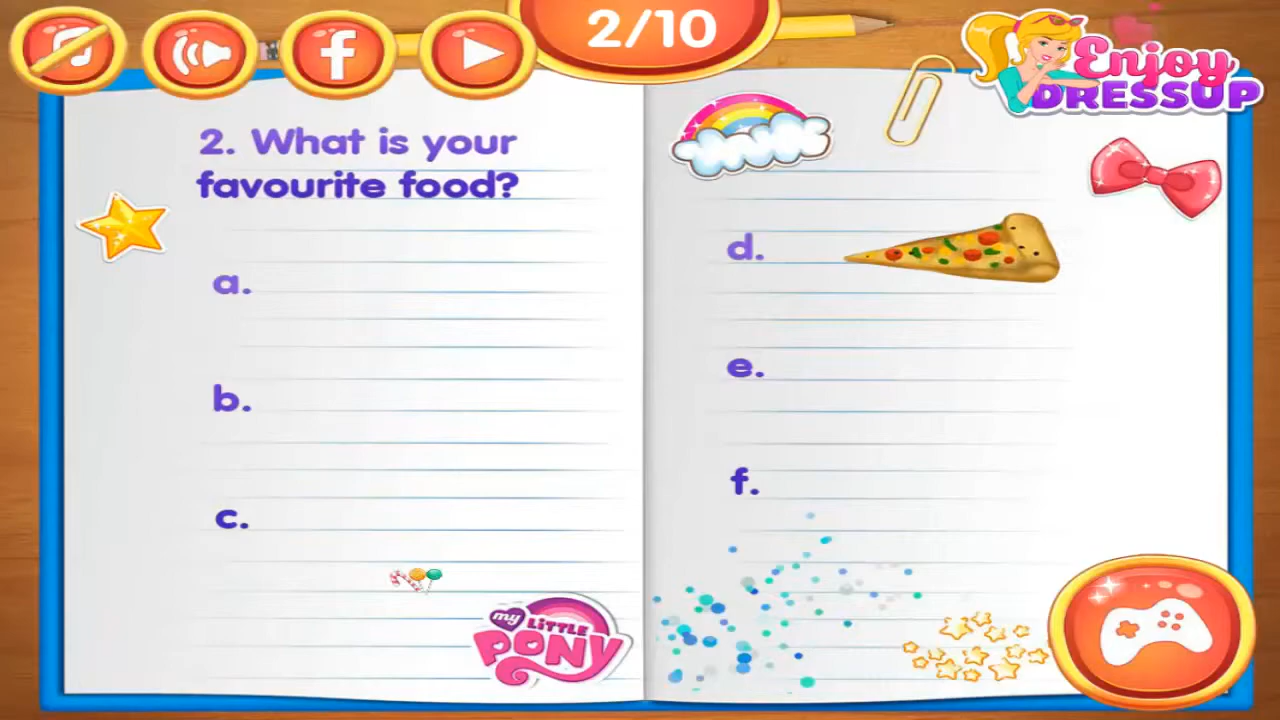 2/10
Enjoy
DRESSUP
2. What is your
favourite food?
a.
b.
c.
d.
e.
f.
my LITTLE
PONY